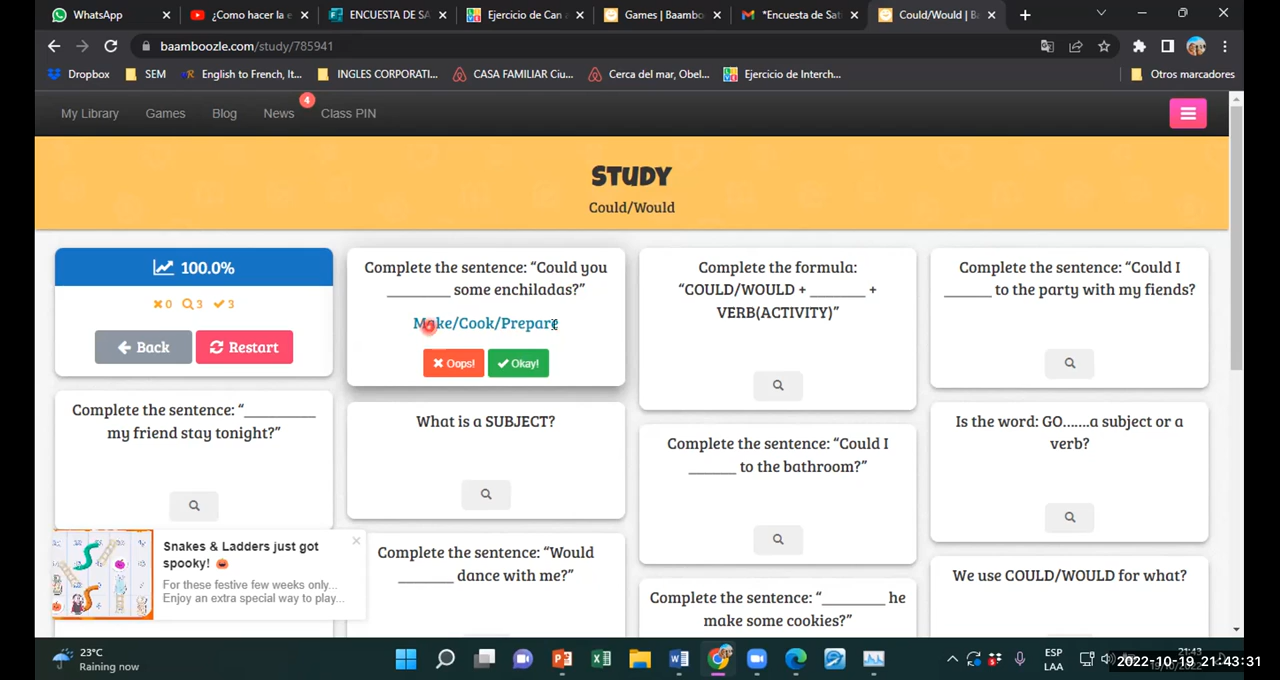 WhatsApp
¿Como hacer la e
ENCUESTA DE SA
Ejercicio de Can
Games | Baambo
*Encuesta de Sati
Could/Would | B
baamboozle.com/study/785941
Dropbox
SEM
English to French, It...
INGLES CORPORATI...
CASA FAMILIAR Ciu...
Cerca del mar, Obel...
Ejercicio de Interch...
Otros marcadores
My Library
Games
Blog
News
4
Class PIN
STUDY
Could/Would
100.0%
0
3
3
Back
Restart
Complete the sentence: “Could you
_________ some enchiladas?”
Make/Cook/Prepare
Oops!
Okay!
Complete the formula:
“COULD/WOULD + ________ +
VERB(ACTIVITY)”
Complete the sentence: “Could I
_______ to the party with my fiends?
Complete the sentence: “__________
my friend stay tonight?”
What is a SUBJECT?
Complete the sentence: “Could I
_______ to the bathroom?”
Is the word: GO…….a subject or a
verb?
Snakes & Ladders just got
spooky!
For these festive few weeks only...
Enjoy an extra special way to play...
Complete the sentence: “Would
________ dance with me?”
Complete the sentence: “_________ he
make some cookies?”
We use COULD/WOULD for what?
23°C
Raining now
ESP
LAA
21:43
2022-10-19 21:43:31